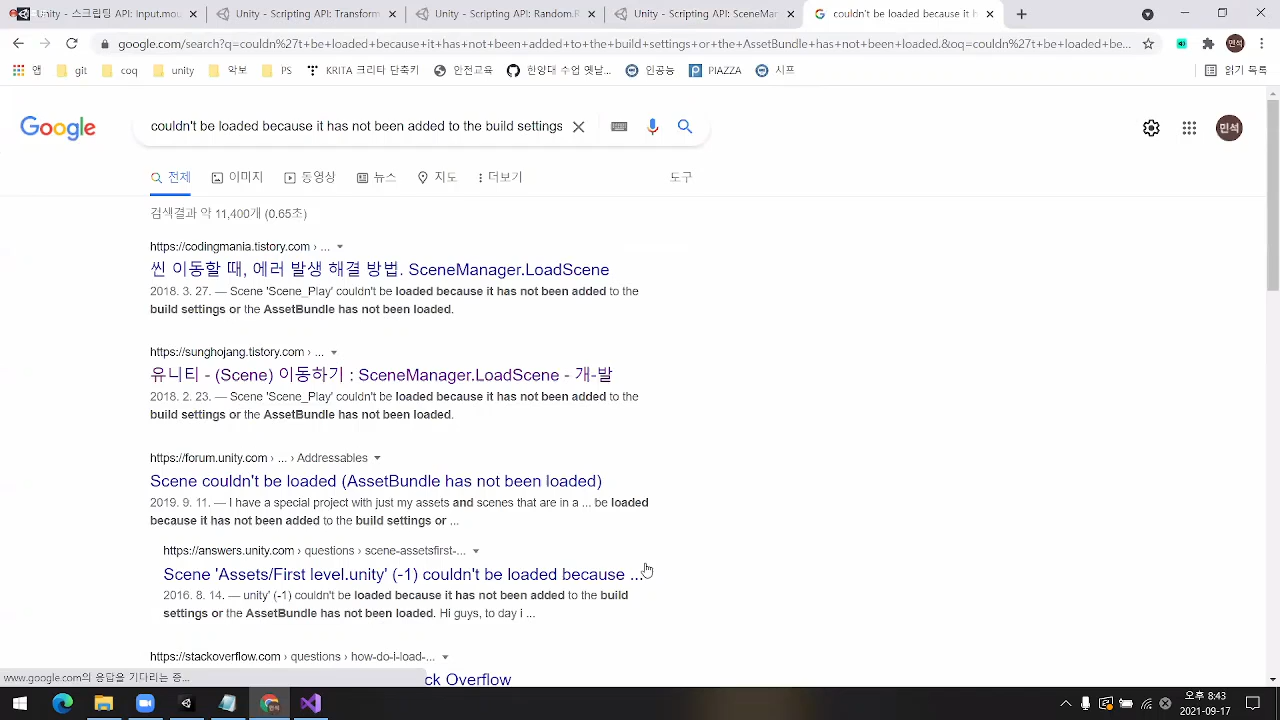 Unity - 스크립팅 API: Input.mou
Unity - Scripting API: Transform
Unity - Scripting API: Random.R
Unity - Scripting API: SceneMar
couldn't be loaded because it h
google.com/search?q=couldn%27t+be+loaded+because+it+has+not+been+added+to+the+build+settings+or+the+AssetBundle+has+not+been+loaded.&oq=couldn%27t+be+loaded+be...
민석
앱
git
coq
unity
악보
PS
KRITA 크리타 단축키
안전교육
한양대 수업 옛날...
인공능
PIAZZA
시프
읽기 목록
Google
couldn't be loaded because it has not been added to the build settings
민석
전체
이미지
동영상
뉴스
지도
더보기
도구
검색결과 약 11,400개 (0.65초)
https://codingmania.tistory.com › ...
씬 이동할 때, 에러 발생 해결 방법. SceneManager.LoadScene
2018. 3. 27. — Scene 'Scene_Play' couldn't be loaded because it has not been added to the
build settings or the AssetBundle has not been loaded.
https://sunghojang.tistory.com › ...
유니티 - (Scene) 이동하기 : SceneManager.LoadScene - 개-발
2018. 2. 23. — Scene 'Scene_Play' couldn't be loaded because it has not been added to the
build settings or the AssetBundle has not been loaded.
https://forum.unity.com › ... › Addressables
Scene couldn't be loaded (AssetBundle has not been loaded)
2019. 9. 11. — I have a special project with just my assets and scenes that are in a ... be loaded
because it has not been added to the build settings or ...
https://answers.unity.com › questions › scene-assetsfirst-...
Scene 'Assets/First level.unity' (-1) couldn't be loaded because ...
2016. 8. 14. — unity' (-1) couldn't be loaded because it has not been added to the build
settings or the AssetBundle has not been loaded. Hi guys, to day i ...
https://stackoverflow.com › questions › how-do-i-load-...
ck Overflow
www.google.com의 응답을 기다리는 중...
오후 8:43
2021-09-17